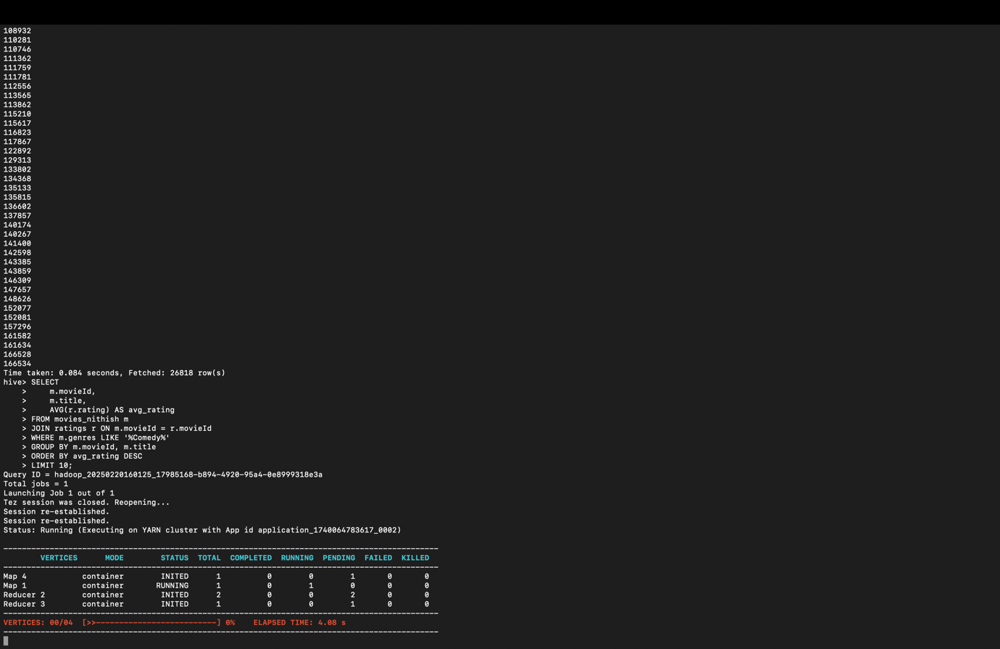 108932
110281
110746
111362
111759
111781
112556
113565
113862
115210
115617
116823
117867
122892
129313
133802
134368
135133
135815
136602
137857
140174
140267
141400
142598
143385
143859
146309
147657
148626
152077
152081
157296
161582
161634
166528
166534
Time taken: 0.084 seconds, Fetched: 26818 row(s)
hive> SELECT
    >     m.movieId,
    >     m.title,
    >     AVG(r.rating) AS avg_rating
    > FROM movies_nithish m
    > JOIN ratings r ON m.movieId = r.movieId
    > WHERE m.genres LIKE '%Comedy%'
    > GROUP BY m.movieId, m.title
    > ORDER BY avg_rating DESC
    > LIMIT 10;
Query ID = hadoop_20250220160125_17985168-b894-4920-95a4-0e8999318e3a
Total jobs = 1
Launching Job 1 out of 1
Tez session was closed. Reopening...
Session re-established.
Session re-established.
Status: Running (Executing on YARN cluster with App id application_1740064783617_0002)
----------------------------------------------------------------------------------------------
        VERTICES      MODE        STATUS  TOTAL  COMPLETED  RUNNING  PENDING  FAILED  KILLED
----------------------------------------------------------------------------------------------
Map 4            container        INITED      1          0        0        1       0       0
Map 1            container       RUNNING      1          0        1        0       0       0
Reducer 2        container        INITED      2          0        0        2       0       0
Reducer 3        container        INITED      1          0        0        1       0       0
----------------------------------------------------------------------------------------------
VERTICES: 00/04  [>>--------------------------] 0%    ELAPSED TIME: 4.08 s
----------------------------------------------------------------------------------------------